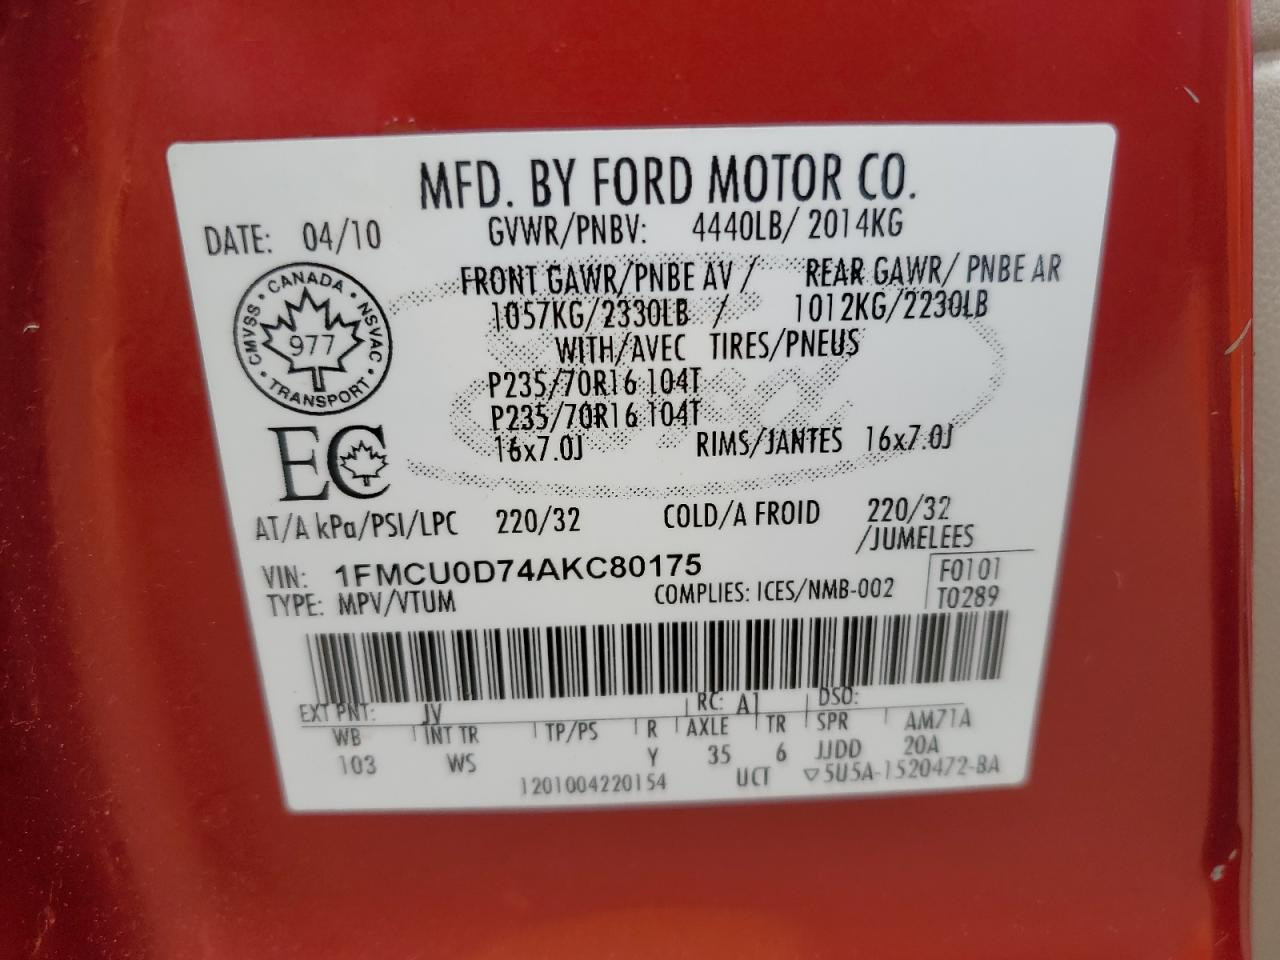 MFD. BY FORD MOTOR CO.
DATE: 04/10 GVWR/PNBV: 4440LB/ 2014KG
FRONT GAWR/PNBE AV / REAR GAWR/ PNBE AR
1057KG/2330LB / 1012KG/2230LB
WITH/AVEC TIRES/PNEUS
P235/70R16 104T
P235/70R16 104T
16x7.0J RIMS/JANTES 16x7.0J
CANADA
CMVSS NSVAC
977
TRANSPORT
EC
AT/A kPa/PSI/LPC 220/32 COLD/A FROID 220/32
/JUMELEES
VIN: 1FMCU0D74AKC80175 F0101
TYPE: MPV/VTUM COMPLIES: ICES/NMB-002 T0289
EXT PNT: JV RC: A1 DSO:
WB INT TR TP/PS R AXLE TR SPR AM71A
103 WS Y 35 6 JJDD 20A
1201004220154 UCT ▽5U5A-1520472-BA